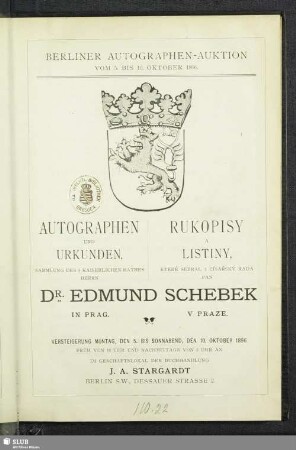 BERLINER AUTOGRAPHEN-AUKTION
VOM 5. BIS 10. OKTOBER 1896.
AUTOGRAPHEN RUKOPISY
UND A
URKUNDEN, LISTINY,
SAMMLUNG DES † KAISERLICHEN RATHES KTERÉ SEBRAL † CÍSAŘSKÝ RADA
HERRN PAN
DR. EDMUND SCHEBEK
IN PRAG. V PRAZE.
VERSTEIGERUNG MONTAG, DEN 5. BIS SONNABEND, DEN 10. OKTOBER 1896
FRÜH VON 10 UHR UND NACHMITTAGS VON UHR AN
IM GESCHÄFTSLOKAL DER BUCHHANDLUNG
J. A. STARGARDT
BERLIN S.W., DESSAUER STRASSE 2
110.22
SLUB